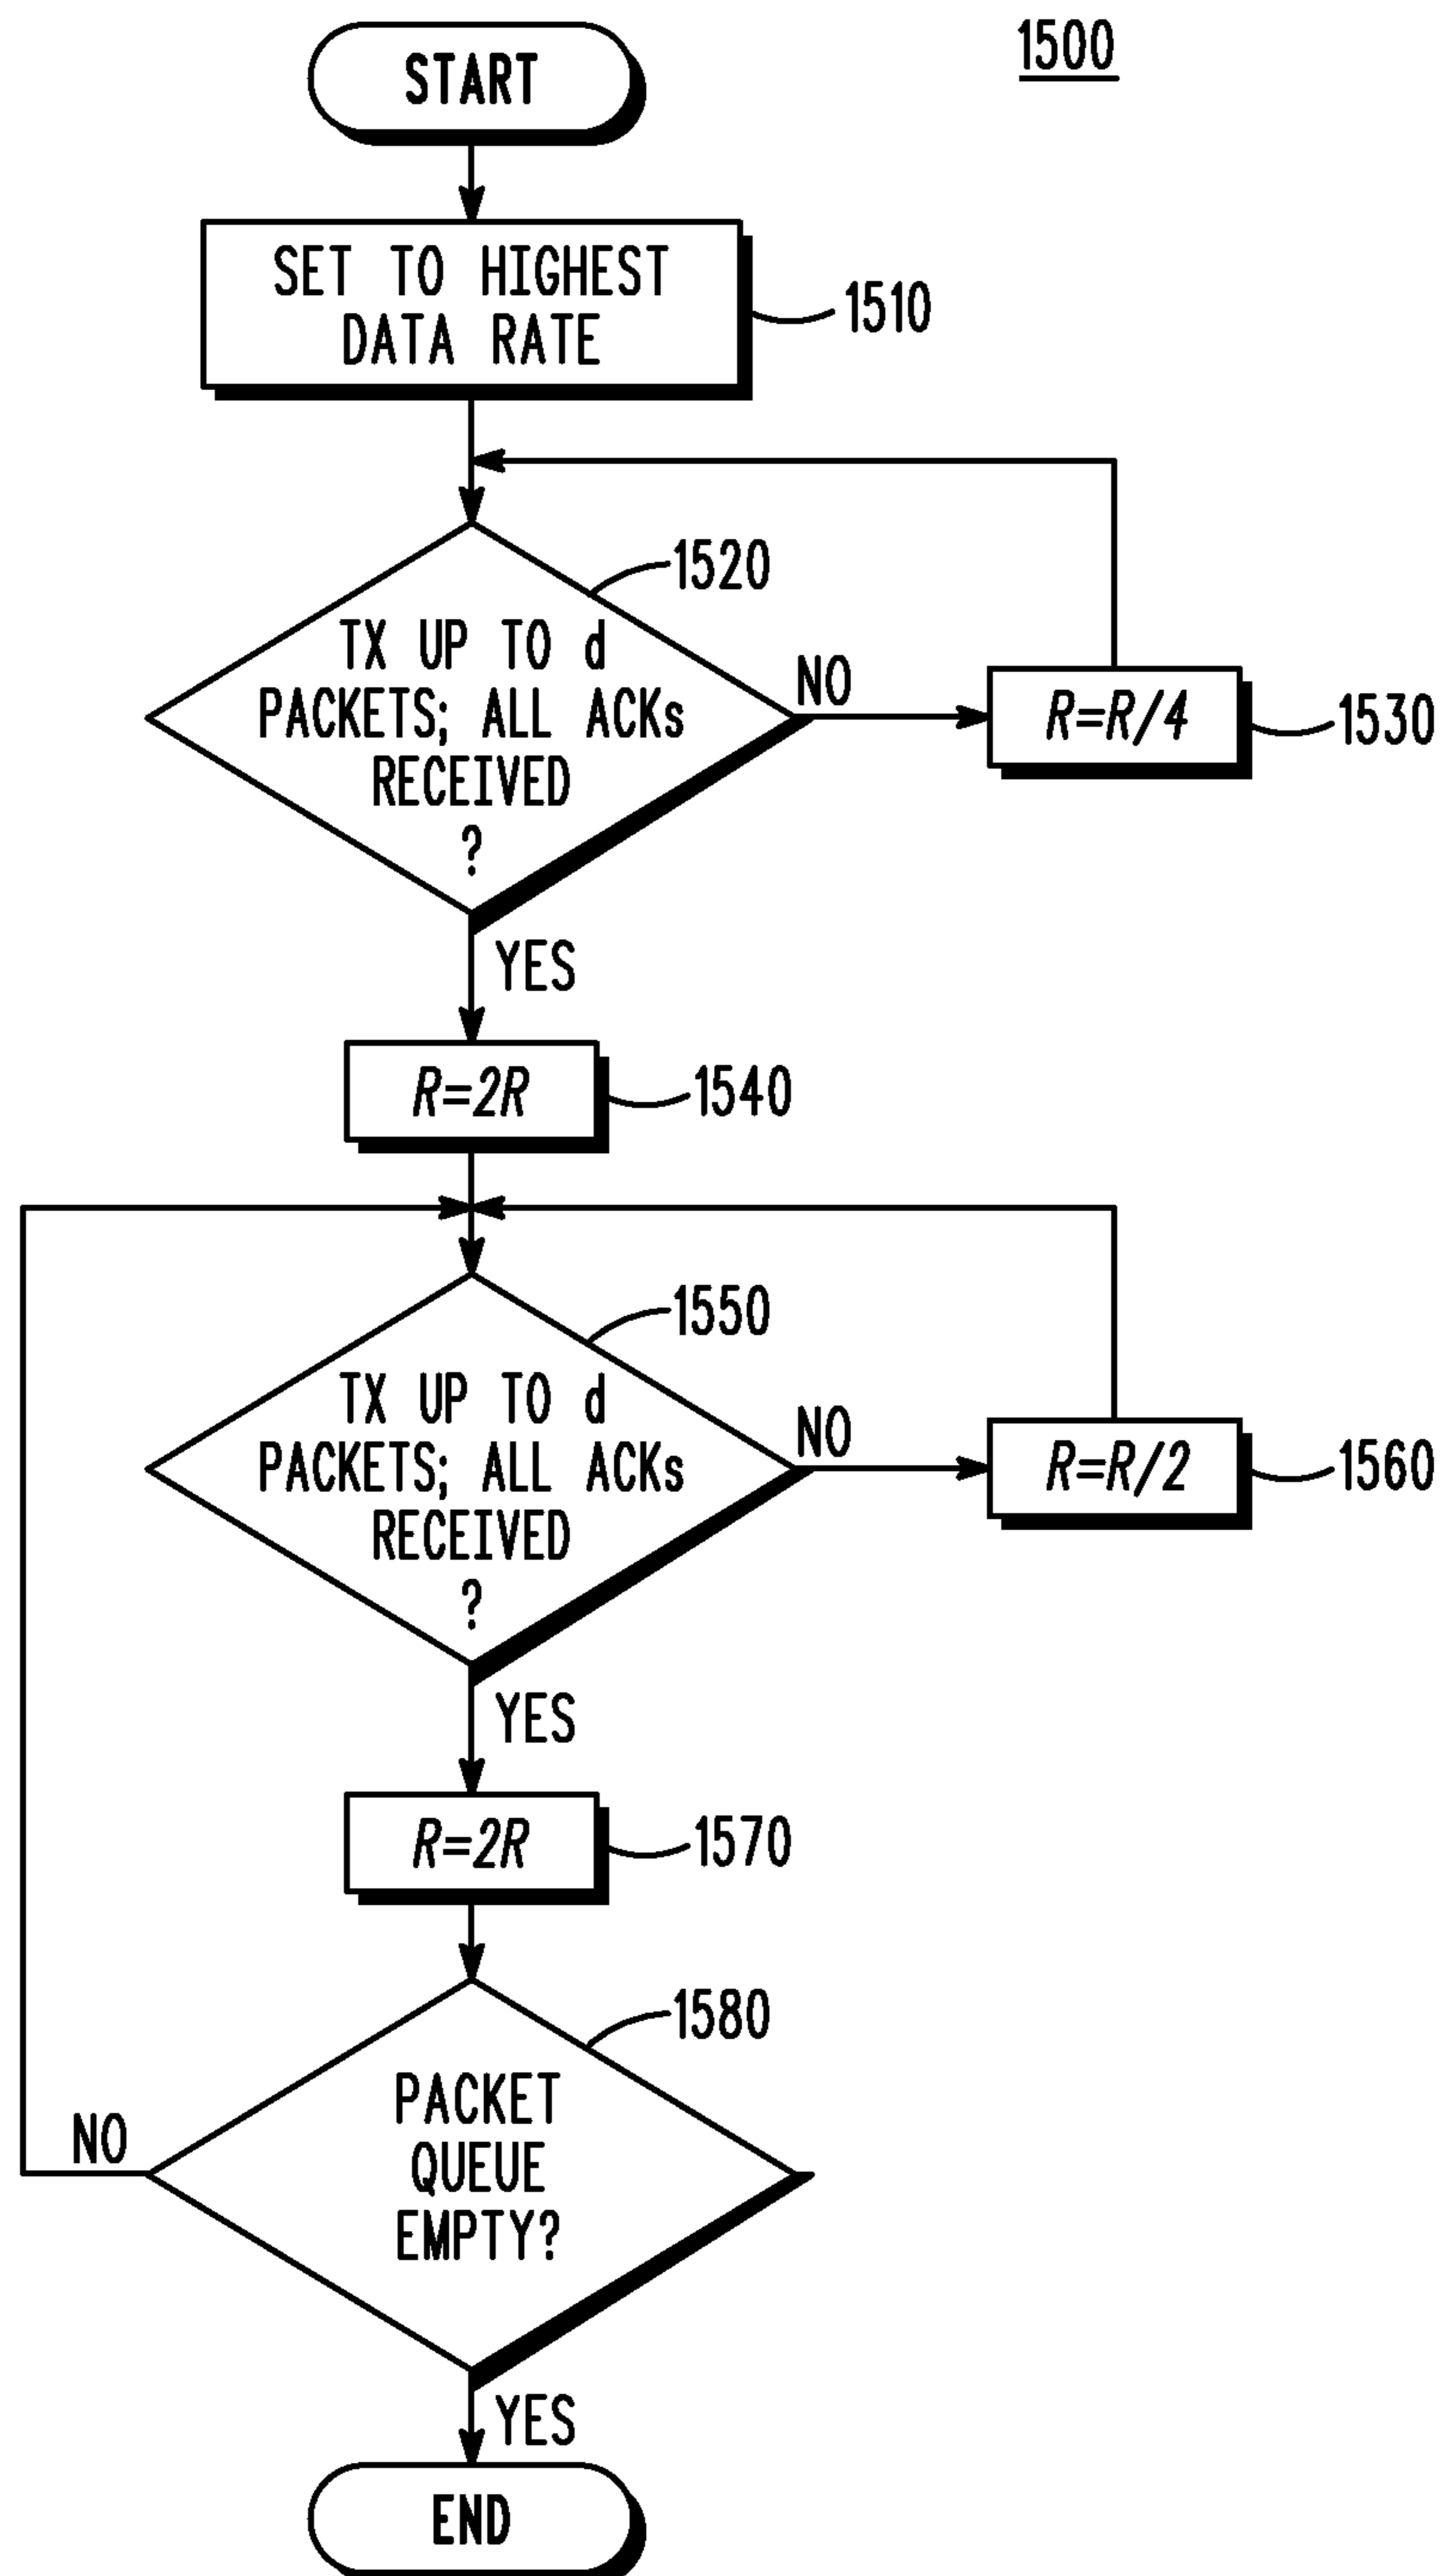 1500
START
SET TO HIGHEST
DATA RATE
1510
1520
TX UP TO d
PACKETS; ALL ACKs
RECEIVED
?
NO
R=R/4
1530
YES
R=2R
1540
1550
TX UP TO d
PACKETS; ALL ACKs
RECEIVED
?
NO
R=R/2
1560
YES
R=2R
1570
1580
PACKET
QUEUE
EMPTY?
NO
YES
END